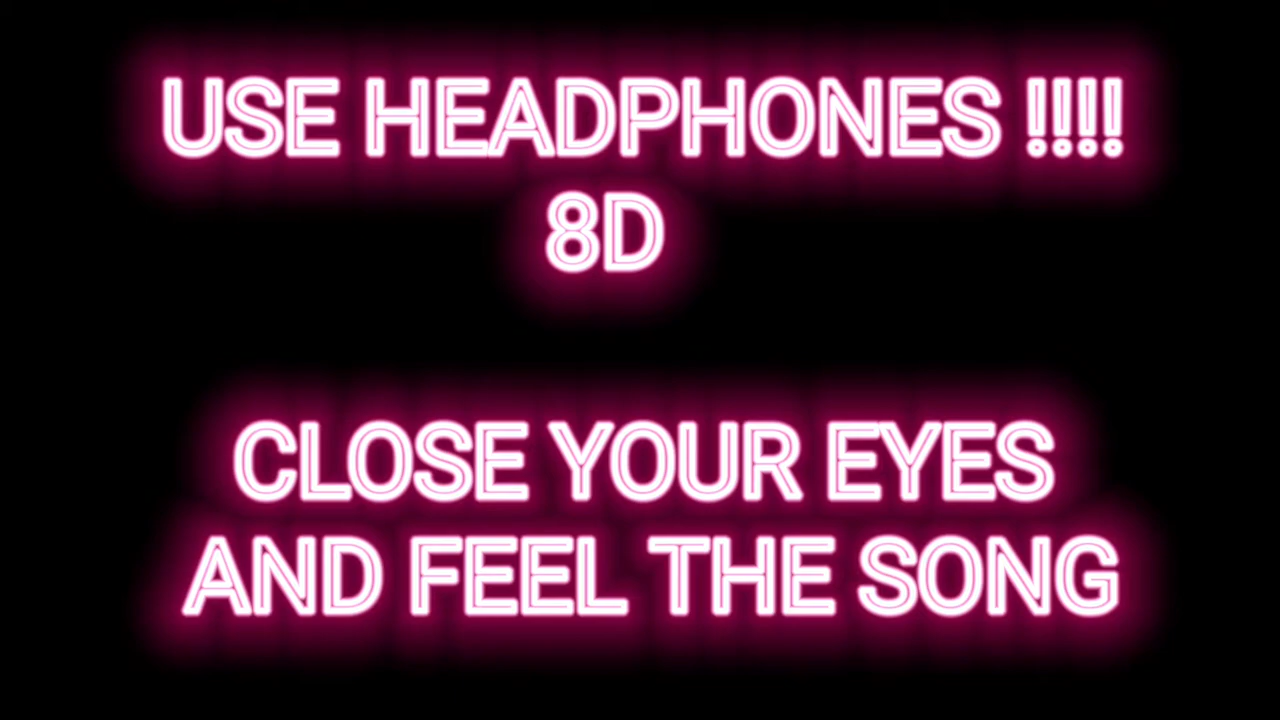 USE HEADPHONES !!!!
8D
CLOSE YOUR EYES
AND FEEL THE SONG